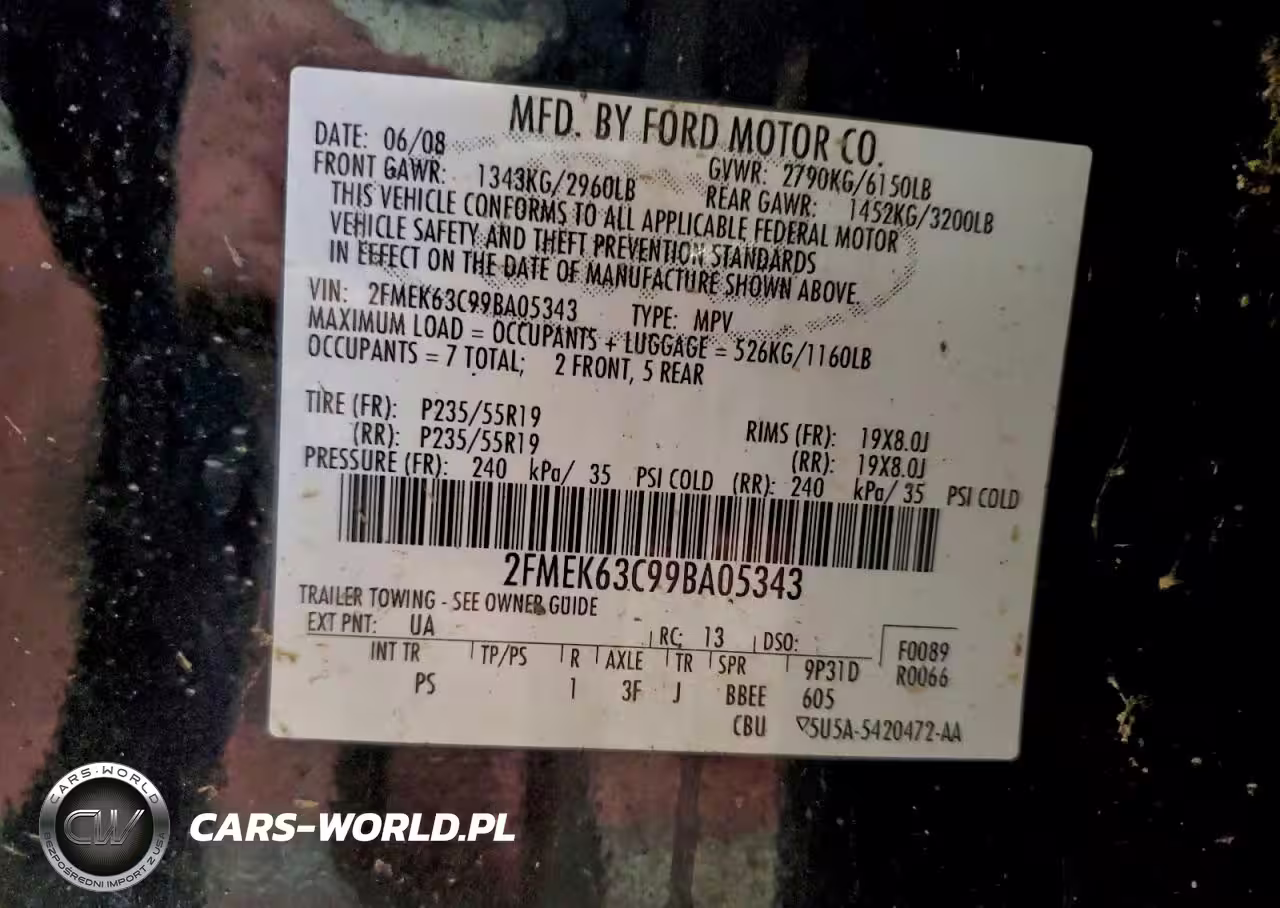 MFD. BY FORD MOTOR CO.
DATE: 06/08 GVWR: 2790KG/6150LB
FRONT GAWR: 1343KG/2960LB REAR GAWR: 1452KG/3200LB
THIS VEHICLE CONFORMS TO ALL APPLICABLE FEDERAL MOTOR
VEHICLE SAFETY AND THEFT PREVENTION STANDARDS
IN EFFECT ON THE DATE OF MANUFACTURE SHOWN ABOVE.
VIN: 2FMEK63C99BA05343 TYPE: MPV
MAXIMUM LOAD = OCCUPANTS + LUGGAGE = 526KG/1160LB
OCCUPANTS = 7 TOTAL; 2 FRONT, 5 REAR
TIRE (FR): P235/55R19 RIMS (FR): 19X8.0J
(RR): P235/55R19 (RR): 19X8.0J
PRESSURE (FR): 240 kPa/ 35 PSI COLD (RR): 240 kPa/ 35 PSI COLD
2FMEK63C99BA05343
TRAILER TOWING - SEE OWNER GUIDE
EXT PNT: UA RC: 13 DSO: F0089
INT TR TP/PS R AXLE TR SPR 9P31D R0066
PS 1 3F J BBEE 605
CBU 5U5A-5420472-AA
CARS-WORLD
CW
BEZPOŚREDNI IMPORT Z USA
CARS-WORLD.PL